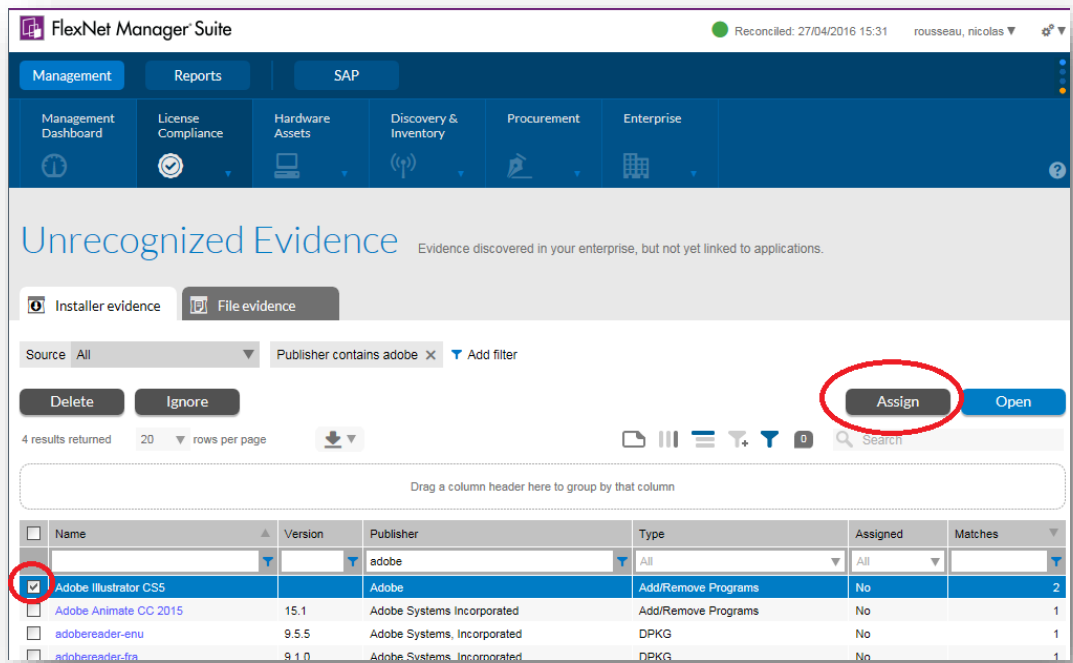 FlexNet Manager Suite
Reconciled: 27/04/2016 15:31 rousseau, nicolas
Management Reports SAP
Management Dashboard
License Compliance
Hardware Assets
Discovery & Inventory
Procurement
Enterprise
?
Unrecognized Evidence Evidence discovered in your enterprise, but not yet linked to applications.
Installer evidence File evidence
Source All Publisher contains adobe × Add filter
Delete Ignore Assign Open
4 results returned 20 rows per page 0 Search
Drag a column header here to group by that column
Name Version Publisher Type Assigned Matches
adobe All All
Adobe Illustrator CS5 Adobe Add/Remove Programs No 2
Adobe Animate CC 2015 15.1 Adobe Systems Incorporated Add/Remove Programs No 1
adobereader-enu 9.5.5 Adobe Systems, Incorporated DPKG No 1
adobereader-fra 9.1.0 Adobe Systems, Incorporated DPKG No 1